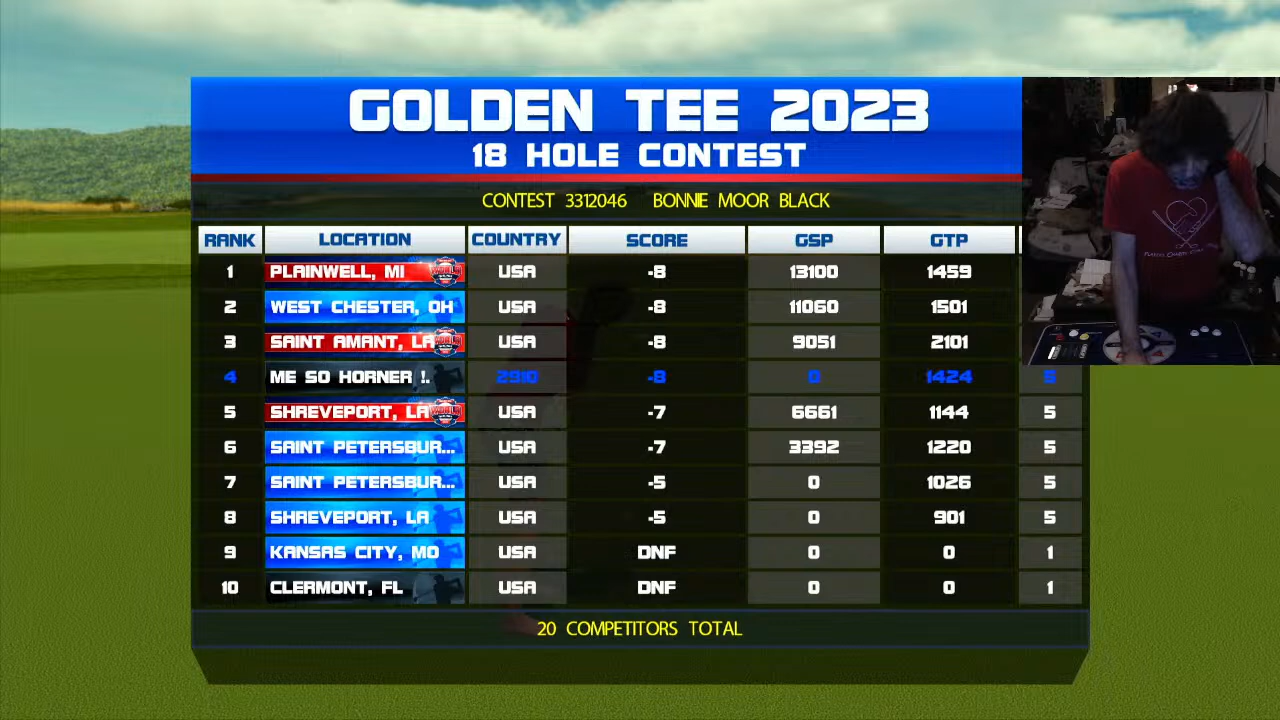 GOLDEN TEE 2023
18 HOLE CONTEST
CONTEST 3312046 BONNIE MOOR BLACK
RANK LOCATION COUNTRY SCORE GSP GTP
1 PLAINWELL, MI USA -8 13100 1459
2 WEST CHESTER, OH USA -8 11060 1501
3 SAINT AMANT, LA USA -8 9051 2101
4 ME SO HORNER !. 2910 -8 0 1424 5
5 SHREVEPORT, LA USA -7 6661 1144 5
6 SAINT PETERSBUR... USA -7 3392 1220 5
7 SAINT PETERSBUR... USA -5 0 1026 5
8 SHREVEPORT, LA USA -5 0 901 5
9 KANSAS CITY, MO USA DNF 0 0 1
10 CLERMONT, FL USA DNF 0 0 1
20 COMPETITORS TOTAL